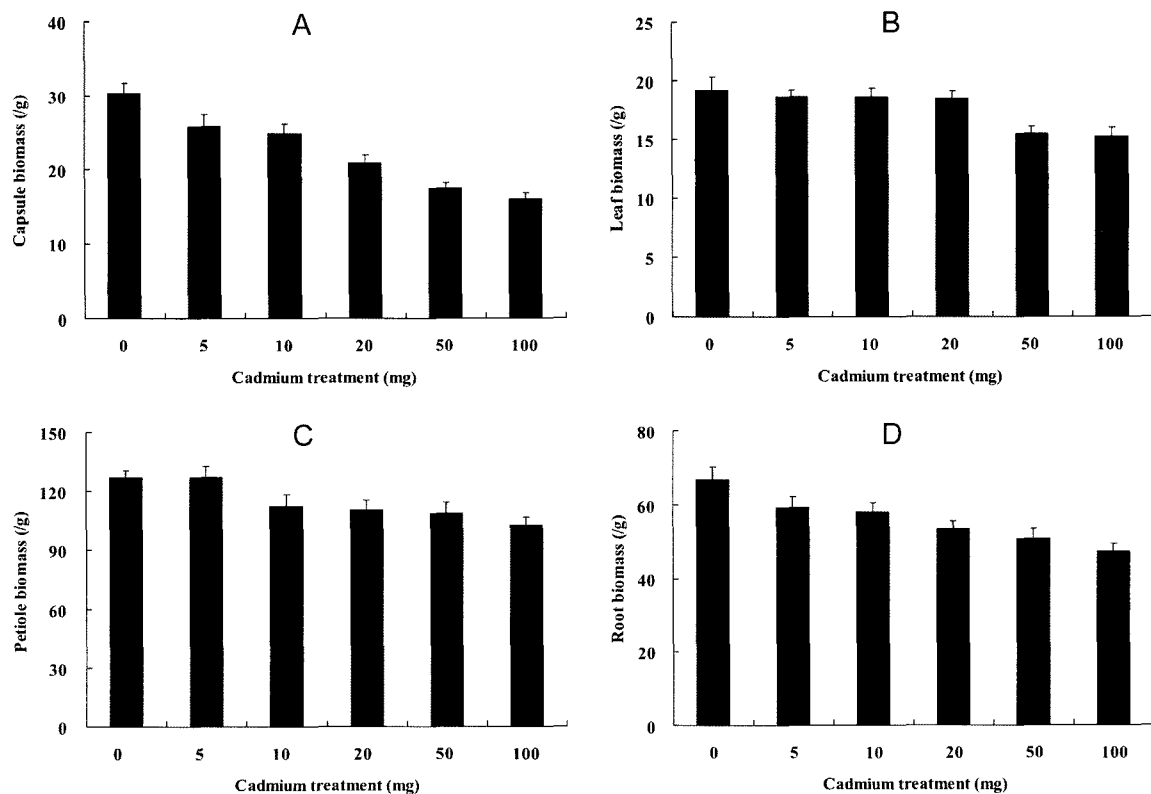 A
Capsule biomass (/g)
40
30
20
10
0
0 5 10 20 50 100
Cadmium treatment (mg)
B
Leaf biomass (/g)
25
20
15
10
5
0
0 5 10 20 50 100
Cadmium treatment (mg)
C
Petiole biomass (/g)
150
120
90
60
30
0
0 5 10 20 50 100
Cadmium treatment (mg)
D
Root biomass (/g)
80
60
40
20
0
0 5 10 20 50 100
Cadmium treatment (mg)